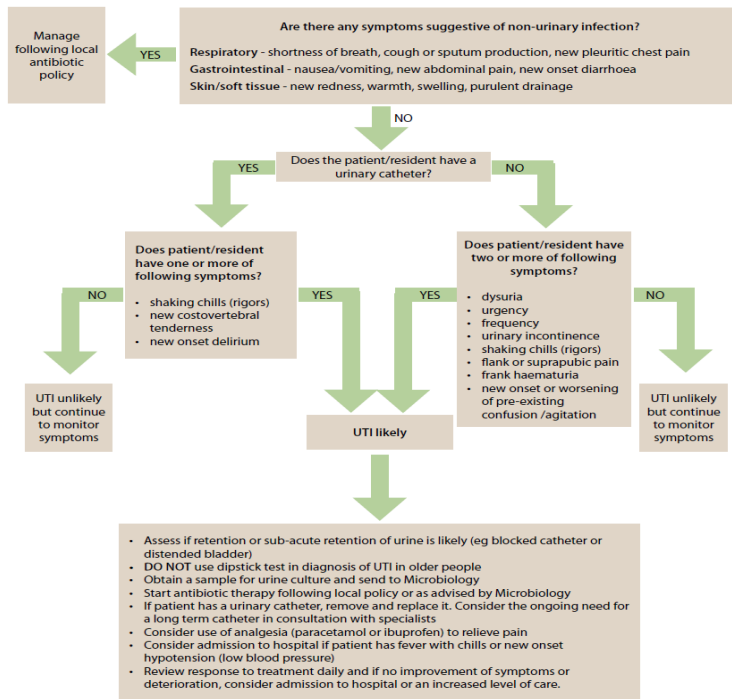 Are there any symptoms suggestive of non-urinary infection?
Respiratory - shortness of breath, cough or sputum production, new pleuritic chest pain
Gastrointestinal - nausea/vomiting, new abdominal pain, new onset diarrhoea
Skin/soft tissue - new redness, warmth, swelling, purulent drainage
YES
Manage
following local
antibiotic
policy
NO
Does the patient/resident have a
urinary catheter?
YES
NO
Does patient/resident
have one or more of
following symptoms?
• shaking chills (rigors)
• new costovertebral
tenderness
• new onset delirium
NO
YES
Does patient/resident have
two or more of following
symptoms?
• dysuria
• urgency
• frequency
• urinary incontinence
• shaking chills (rigors)
• flank or suprapubic pain
• frank haematuria
• new onset or worsening
of pre-existing
confusion /agitation
YES
NO
UTI unlikely
but continue
to monitor
symptoms
UTI likely
UTI unlikely
but continue
to monitor
symptoms
• Assess if retention or sub-acute retention of urine is likely (eg blocked catheter or
distended bladder)
• DO NOT use dipstick test in diagnosis of UTI in older people
• Obtain a sample for urine culture and send to Microbiology
• Start antibiotic therapy following local policy or as advised by Microbiology
• If patient has a urinary catheter, remove and replace it. Consider the ongoing need for
a long term catheter in consultation with specialists
• Consider use of analgesia (paracetamol or ibuprofen) to relieve pain
• Consider admission to hospital if patient has fever with chills or new onset
hypotension (low blood pressure)
• Review response to treatment daily and if no improvement of symptoms or
deterioration, consider admission to hospital or an increased level of care.